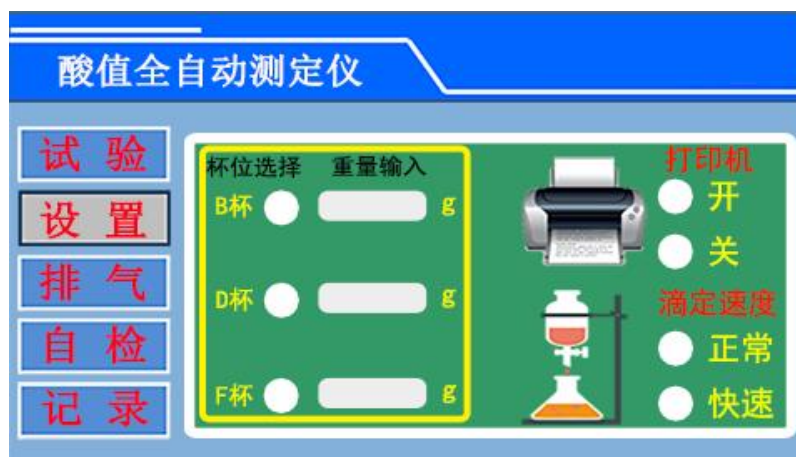 酸值全自动测定仪
试 验
设 置
排 气
自 检
记 录
杯位选择 重量输入
B杯 g
D杯 g
F杯 g
打印机
开
关
滴定速度
正常
快速